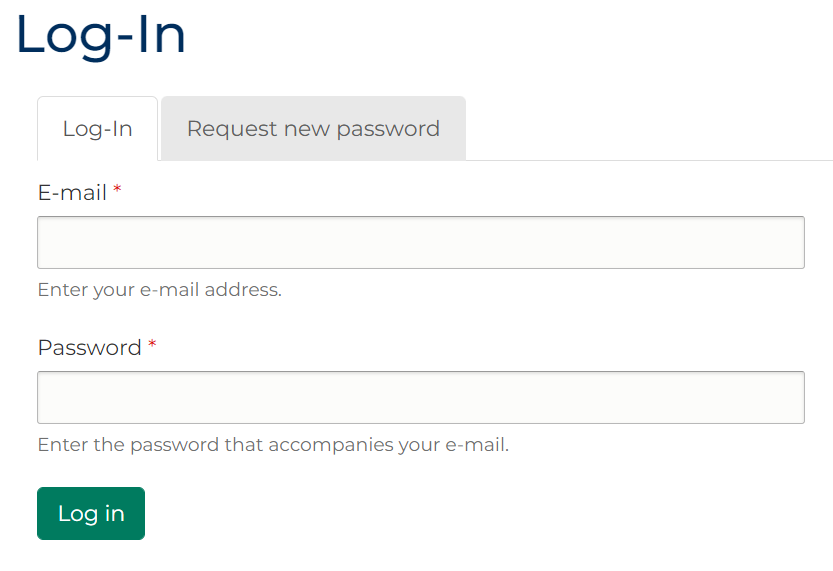 Log-In
Log-In Request new password
E-mail *
Enter your e-mail address.
Password *
Enter the password that accompanies your e-mail.
Log in